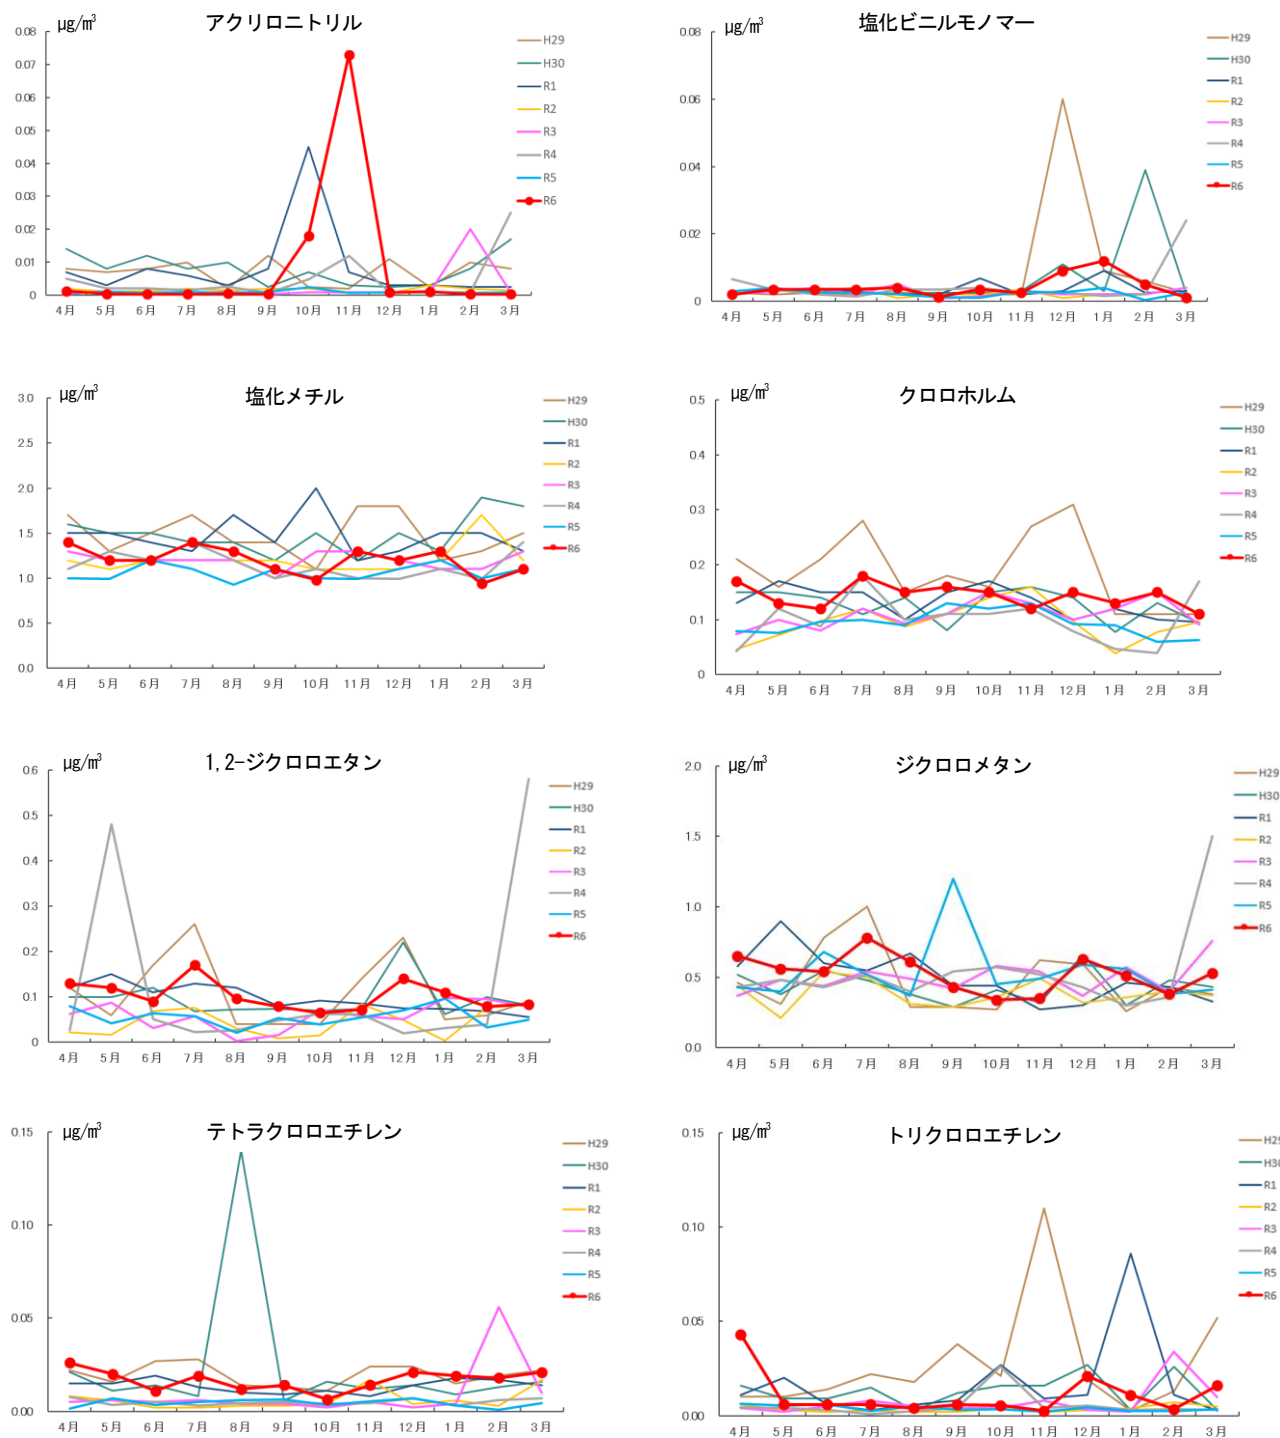 μg/㎥ アクリロニトリル
0.08
0.07
0.06
0.05
0.04
0.03
0.02
0.01
0
4月 5月 6月 7月 8月 9月 10月 11月 12月 1月 2月 3月
H29
H30
R1
R2
R3
R4
R5
R6
μg/㎥ 塩化ビニルモノマー
0.08
0.06
0.04
0.02
0
4月 5月 6月 7月 8月 9月 10月 11月 12月 1月 2月 3月
H29
H30
R1
R2
R3
R4
R5
R6
μg/㎥ 塩化メチル
3.0
2.5
2.0
1.5
1.0
0.5
0.0
4月 5月 6月 7月 8月 9月 10月 11月 12月 1月 2月 3月
H29
H30
R1
R2
R3
R4
R5
R6
μg/㎥ クロロホルム
0.5
0.4
0.3
0.2
0.1
0
4月 5月 6月 7月 8月 9月 10月 11月 12月 1月 2月 3月
H29
H30
R1
R2
R3
R4
R5
R6
μg/㎥ 1,2-ジクロロエタン
0.6
0.5
0.4
0.3
0.2
0.1
0
4月 5月 6月 7月 8月 9月 10月 11月 12月 1月 2月 3月
H29
H30
R1
R2
R3
R4
R5
R6
μg/㎥ ジクロロメタン
2.0
1.5
1.0
0.5
0.0
4月 5月 6月 7月 8月 9月 10月 11月 12月 1月 2月 3月
H29
H30
R1
R2
R3
R4
R5
R6
μg/㎥ テトラクロロエチレン
0.15
0.10
0.05
0.00
4月 5月 6月 7月 8月 9月 10月 11月 12月 1月 2月 3月
H29
H30
R1
R2
R3
R4
R5
R6
μg/㎥ トリクロロエチレン
0.15
0.10
0.05
0.00
4月 5月 6月 7月 8月 9月 10月 11月 12月 1月 2月 3月
H29
H30
R1
R2
R3
R4
R5
R6